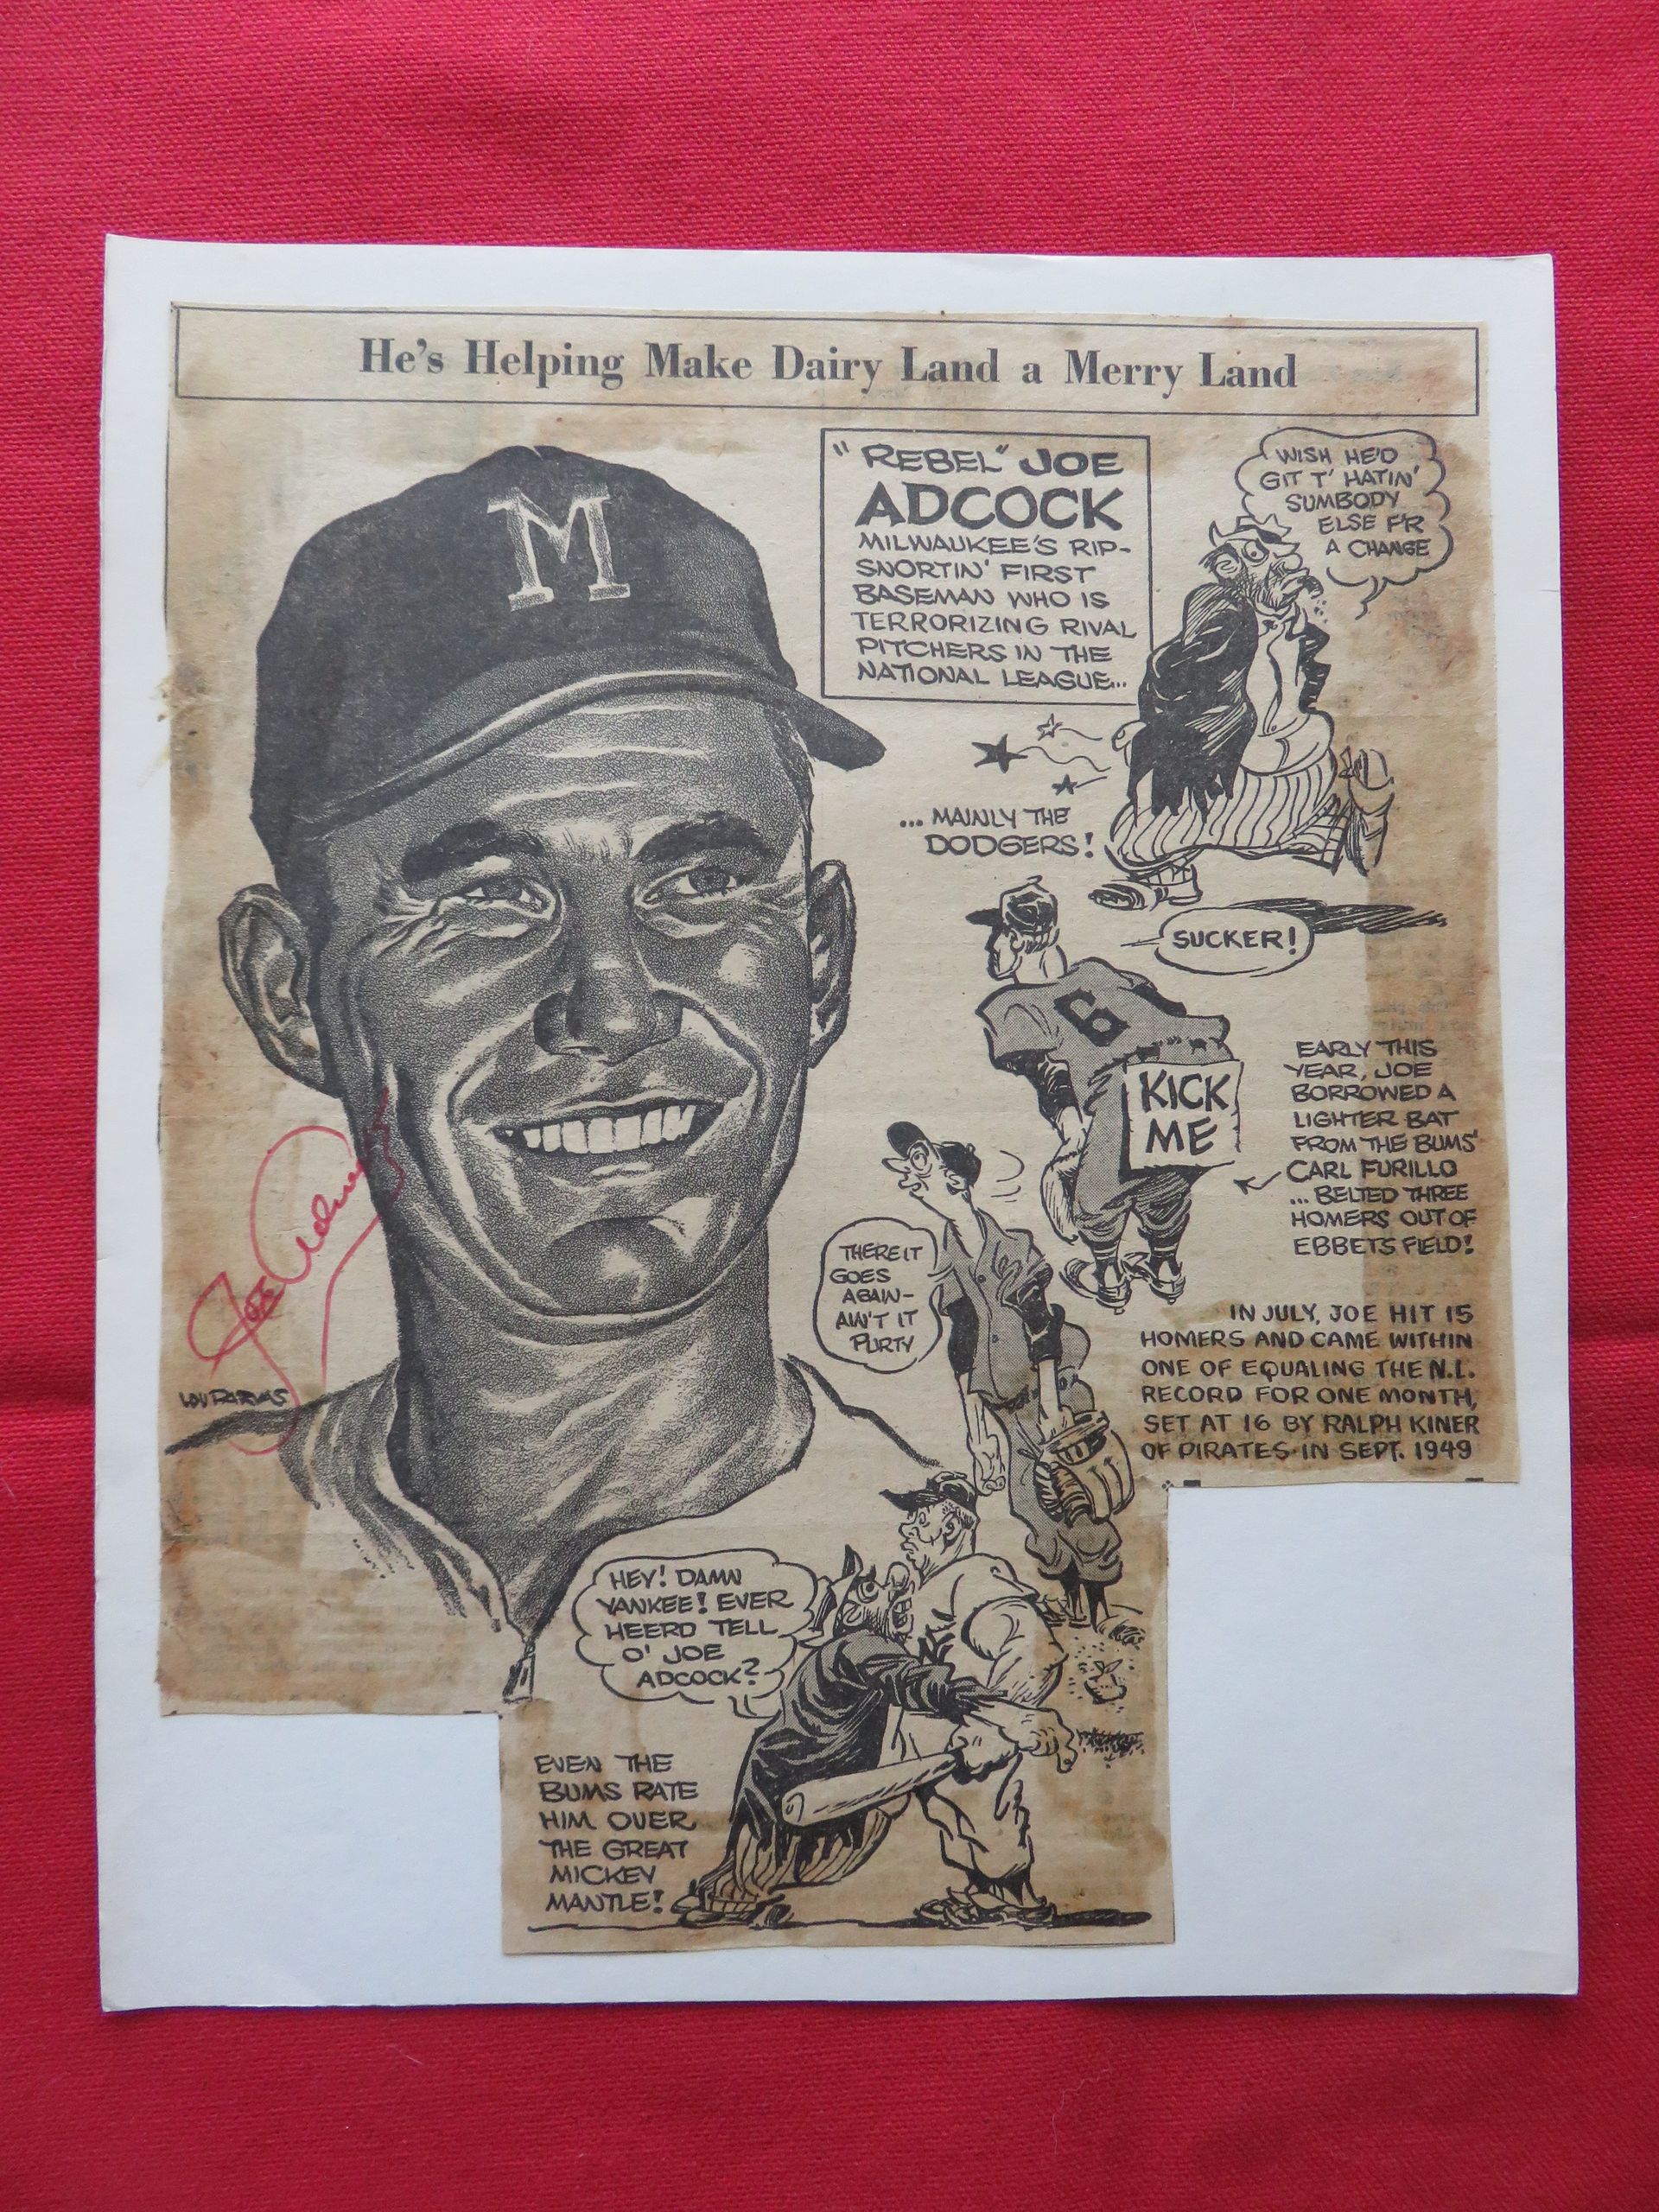 He's Helping Make Dairy Land a Merry Land
M
"REBEL" JOE
ADCOCK
MILWAUKEE'S RIP-
SNORTIN' FIRST
BASEMAN WHO IS
TERRORIZING RIVAL
PITCHERS IN THE
NATIONAL LEAGUE...
WISH HE'D
GIT T' HATIN'
SUMBODY
ELSE F'R
A CHANGE
... MAINLY THE
DODGERS!
SUCKER!
6
KICK
ME
EARLY THIS
YEAR, JOE
BORROWED A
LIGHTER BAT
FROM THE BUMS'
CARL FURILLO
... BELTED THREE
HOMERS OUT OF
EBBETS FIELD!
THERE IT
GOES
AGAIN-
AIN'T IT
PURTY
IN JULY, JOE HIT 15
HOMERS AND CAME WITHIN
ONE OF EQUALING THE N.L.
RECORD FOR ONE MONTH,
SET AT 16 BY RALPH KINER
OF PIRATES IN SEPT. 1949
Joe Adcock
LOU DARVAS
HEY! DAMN
YANKEE! EVER
HEERD TELL
O' JOE
ADCOCK?
EVEN THE
BUMS RATE
HIM OVER
THE GREAT
MICKEY
MANTLE!